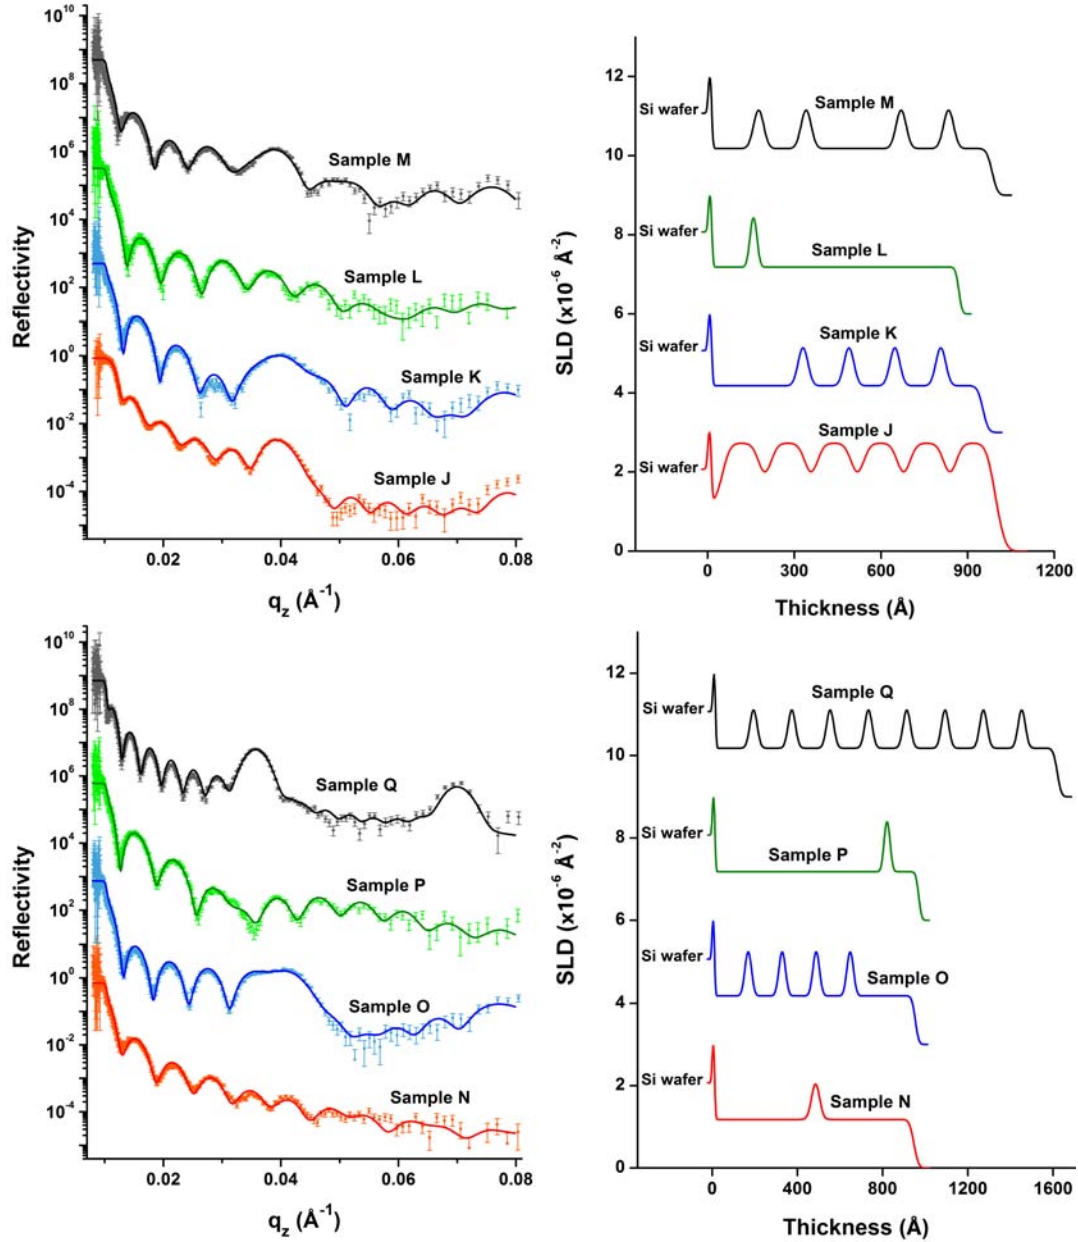 10^10
10^8
10^6
10^4
10^2
10^0
10^-2
10^-4
Reflectivity
Sample M
Sample L
Sample K
Sample J
0.02 0.04 0.06 0.08
q_z (Å^-1)
12
10
8
6
4
2
0
SLD (x10^-6 Å^-2)
Si wafer Sample M
Si wafer Sample L
Si wafer Sample K
Si wafer Sample J
0 300 600 900 1200
Thickness (Å)
10^10
10^8
10^6
10^4
10^2
10^0
10^-2
10^-4
Reflectivity
Sample Q
Sample P
Sample O
Sample N
0.02 0.04 0.06 0.08
q_z (Å^-1)
12
10
8
6
4
2
0
SLD (x10^-6 Å^-2)
Si wafer Sample Q
Si wafer Sample P
Si wafer Sample O
Si wafer Sample N
0 400 800 1200 1600
Thickness (Å)